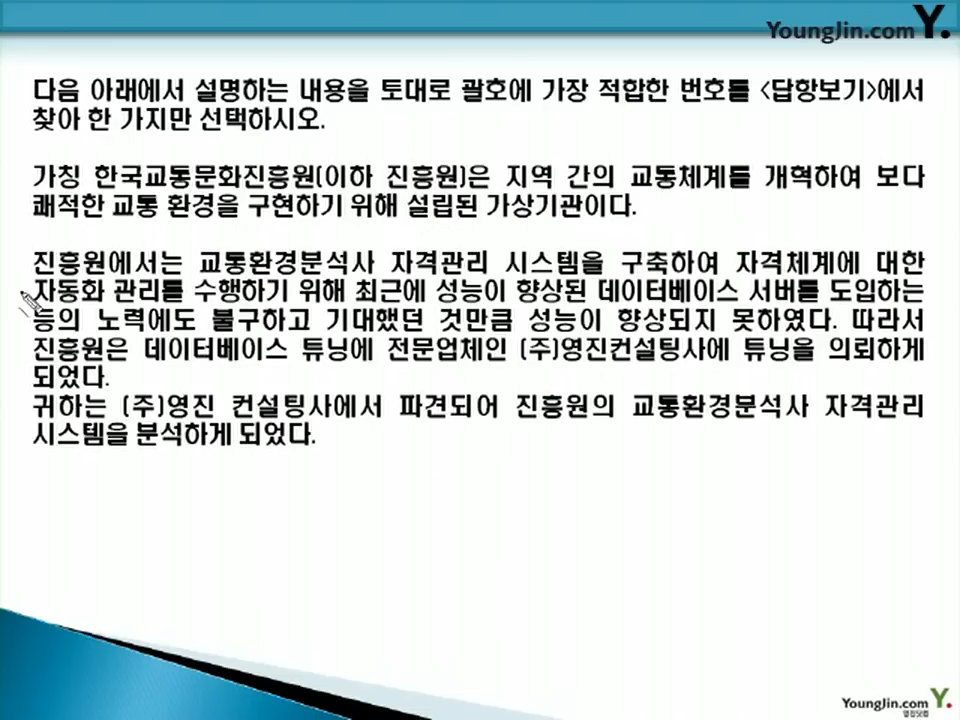 YoungJin.com Y.
다음 아래에서 설명하는 내용을 토대로 괄호에 가장 적합한 번호를 <답항보기>에서
찾아 한 가지만 선택하시오.
가칭 한국교통문화진흥원(이하 진흥원)은 지역 간의 교통체계를 개혁하여 보다
쾌적한 교통 환경을 구현하기 위해 설립된 가상기관이다.
진흥원에서는 교통환경분석사 자격관리 시스템을 구축하여 자격체계에 대한
자동화 관리를 수행하기 위해 최근에 성능이 향상된 데이터베이스 서버를 도입하는
등의 노력에도 불구하고 기대했던 것만큼 성능이 향상되지 못하였다. 따라서
진흥원은 데이터베이스 튜닝에 전문업체인 (주)영진컨설팅사에 튜닝을 의뢰하게
되었다.
귀하는 (주)영진 컨설팅사에서 파견되어 진흥원의 교통환경분석사 자격관리
시스템을 분석하게 되었다.
YoungJin.com Y.
영진닷컴